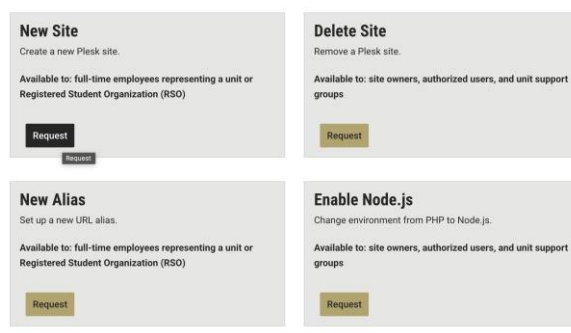 New Site
Create a new Plesk site.
Available to: full-time employees representing a unit or
Registered Student Organization (RSO)
Request
Request
Delete Site
Remove a Plesk site.
Available to: site owners, authorized users, and unit support
groups
Request
New Alias
Set up a new URL alias.
Available to: full-time employees representing a unit or
Registered Student Organization (RSO)
Request
Enable Node.js
Change environment from PHP to Node.js.
Available to: site owners, authorized users, and unit support
groups
Request